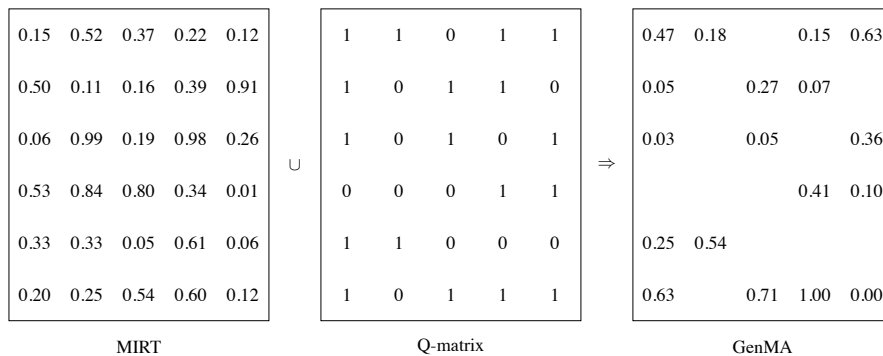 0.15 0.52 0.37 0.22 0.12 1 1 0 1 1 0.47 0.18 0.15 0.63
0.50 0.11 0.16 0.39 0.91 1 0 1 1 0 0.05 0.27 0.07
0.06 0.99 0.19 0.98 0.26 1 0 1 0 1 0.03 0.05 0.36
∪ ⇒
0.53 0.84 0.80 0.34 0.01 0 0 0 1 1 0.41 0.10
0.33 0.33 0.05 0.61 0.06 1 1 0 0 0 0.25 0.54
0.20 0.25 0.54 0.60 0.12 1 0 1 1 1 0.63 0.71 1.00 0.00
MIRT Q-matrix GenMA